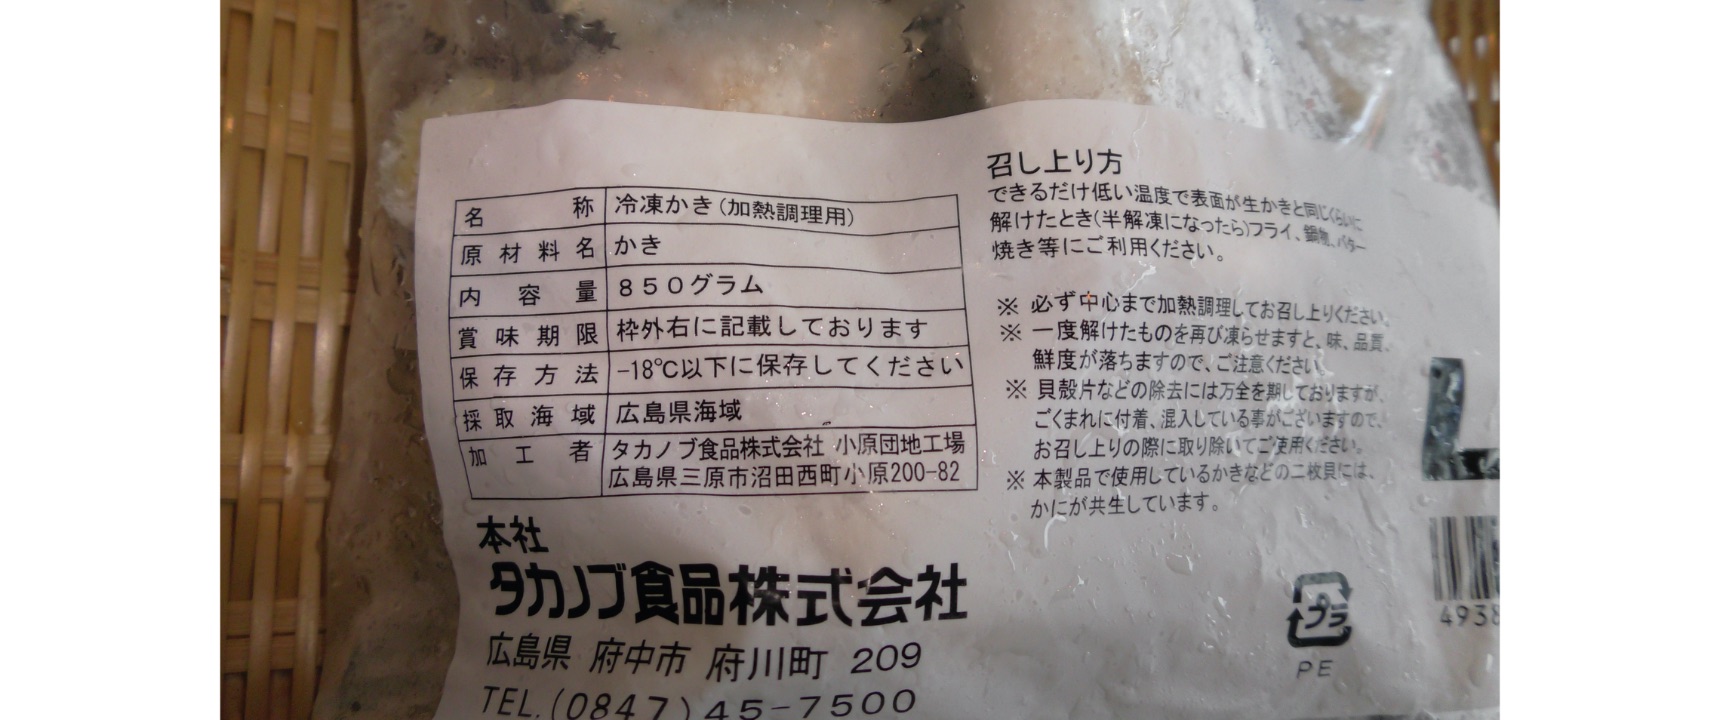 名称 冷凍かき(加熱調理用)
原材料名 かき
内容量 850グラム
賞味期限 枠外右に記載しております
保存方法 -18℃以下に保存してください
採取海域 広島県海域
加工者 タカノブ食品株式会社 小原団地工場
広島県三原市沼田西町小原200-82
本社
タカノブ食品株式会社
広島県 府中市 府川町 209
TEL.(0847)45-7500
召し上り方
できるだけ低い温度で表面が生かきと同じくらいに
解けたとき(半解凍になったら)フライ、鍋物、バター
焼き等にご利用ください。
※ 必ず中心まで加熱調理してお召し上りください。
※ 一度解けたものを再び凍らせますと、味、品質、
鮮度が落ちますので、ご注意ください。
※ 貝殻片などの除去には万全を期しておりますが、
ごくまれに付着、混入している事がございますので、
お召し上りの際に取り除いてご使用ください。
※ 本製品で使用しているかきなどの二枚貝には、
かにが共生しています。
L
プラ
PE
4938